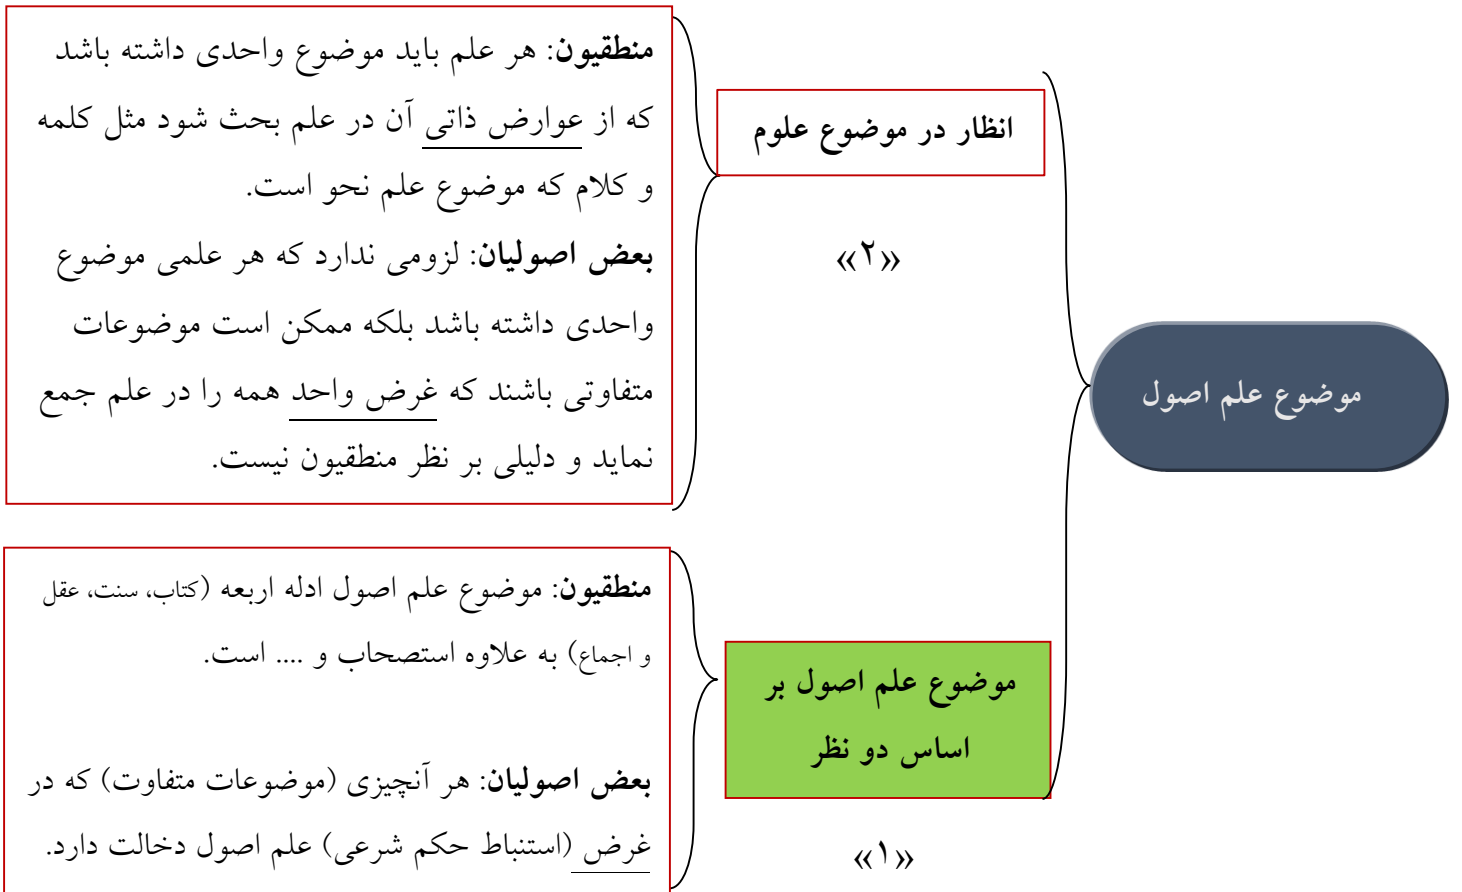 موضوع علم اصول
انظار در موضوع علوم
«۲»
منطقیون: هر علم باید موضوع واحدی داشته باشد
که از عوارض ذاتی آن در علم بحث شود مثل کلمه
و کلام که موضوع علم نحو است.
بعض اصولیان: لزومی ندارد که هر علمی موضوع
واحدی داشته باشد بلکه ممکن است موضوعات
متفاوتی باشند که غرض واحد همه را در علم جمع
نماید و دلیلی بر نظر منطقیون نیست.
موضوع علم اصول بر
اساس دو نظر
«۱»
منطقیون: موضوع علم اصول ادله اربعه (کتاب، سنت، عقل
و اجماع) به علاوه استصحاب و .... است.
بعض اصولیان: هر آنچیزی (موضوعات متفاوت) که در
غرض (استنباط حکم شرعی) علم اصول دخالت دارد.